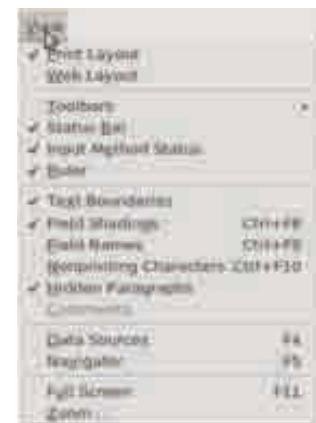 View
Print Layout
Web Layout
Toolbars
Status Bar
Input Method Status
Ruler
Text Boundaries
Field Shadings Ctrl+F8
Field Names Ctrl+F9
Nonprinting Characters Ctrl+F10
Hidden Paragraphs
Comments
Data Sources F4
Navigator F5
Full Screen F11
Zoom...